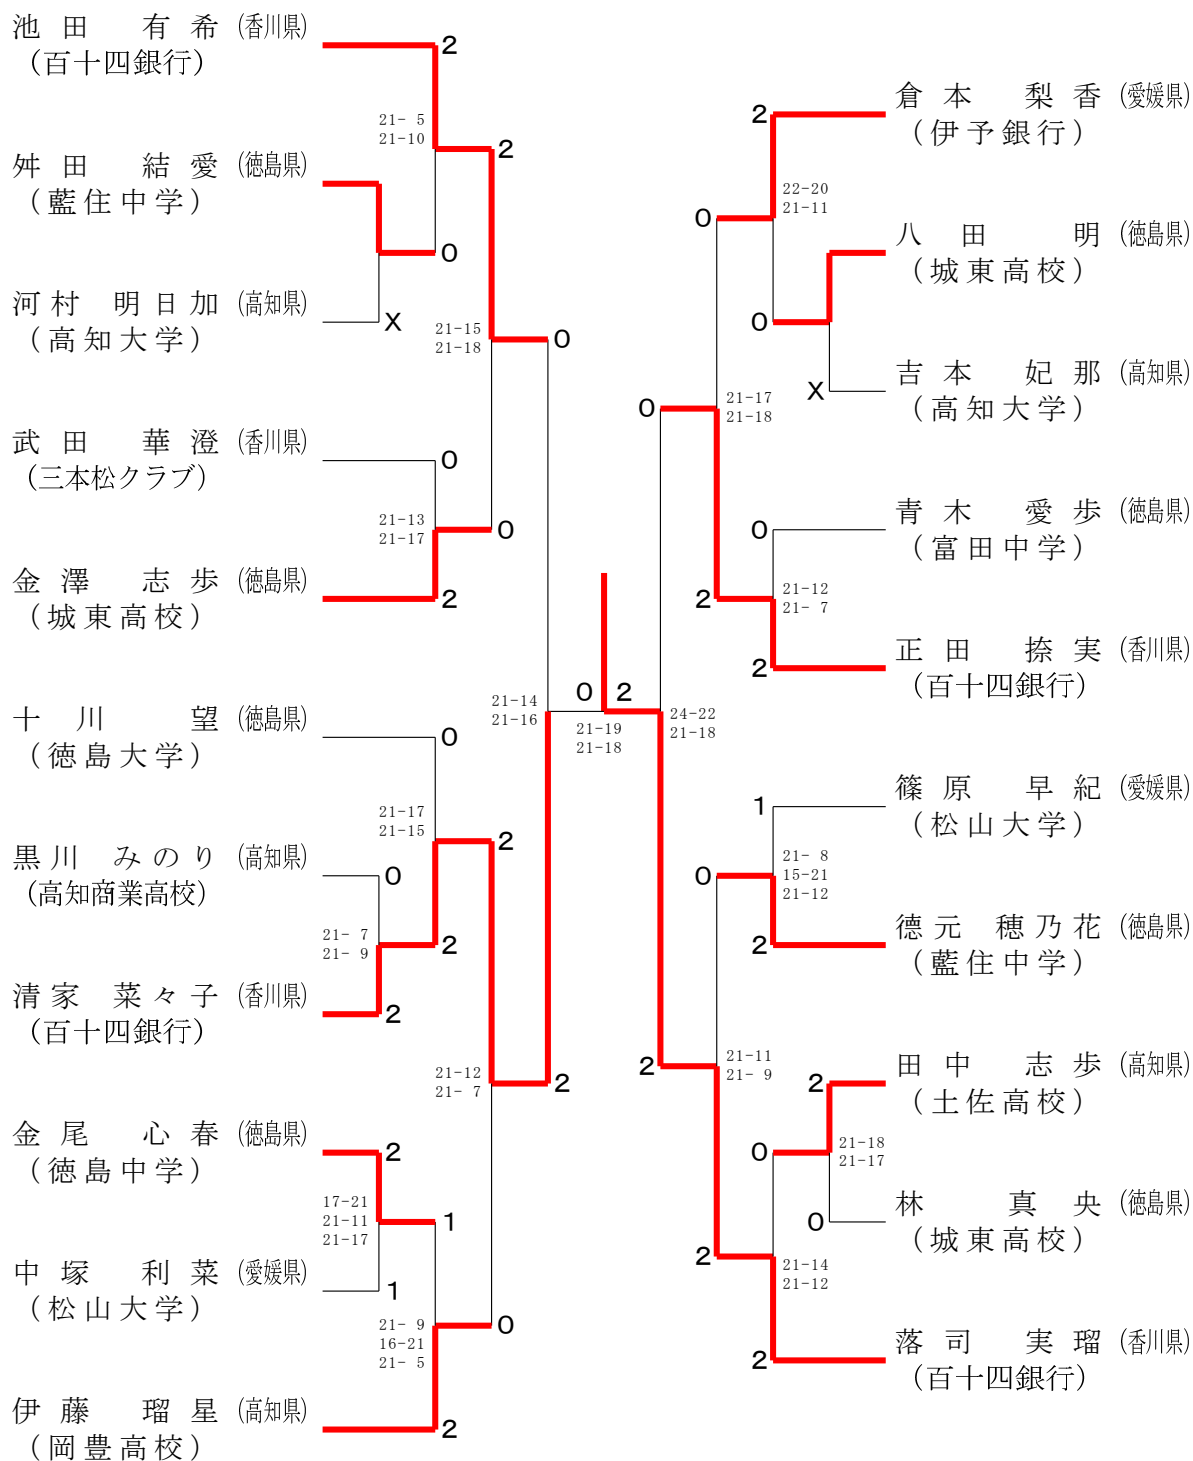 池田 有希 (香川県)
(百十四銀行)
2
21- 5
21-10
2
舛田 結愛 (徳島県)
(藍住中学)
0
河村 明日加 (高知県)
(高知大学)
X
21-15
21-18
0
武田 華澄 (香川県)
(三本松クラブ)
0
21-13
21-17
0
金澤 志歩 (徳島県)
(城東高校)
2
十川 望 (徳島県)
(徳島大学)
0
21-14
21-16
21-17
21-15
2
黒川 みのり (高知県)
(高知商業高校)
0
21- 7
21- 9
2
清家 菜々子 (香川県)
(百十四銀行)
2
21-12
21- 7
2
金尾 心春 (徳島県)
(徳島中学)
2
17-21
21-11
21-17
1
中塚 利菜 (愛媛県)
(松山大学)
1
21- 9
16-21
21- 5
0
伊藤 瑠星 (高知県)
(岡豊高校)
2
0 2
21-19
21-18
倉本 梨香 (愛媛県)
(伊予銀行)
2
22-20
21-11
0
八田 明 (徳島県)
(城東高校)
0
吉本 妃那 (高知県)
(高知大学)
X
21-17
21-18
0
青木 愛歩 (徳島県)
(富田中学)
0
21-12
21- 7
2
正田 捺実 (香川県)
(百十四銀行)
2
24-22
21-18
篠原 早紀 (愛媛県)
(松山大学)
1
21- 8
15-21
21-12
0
德元 穂乃花 (徳島県)
(藍住中学)
2
21-11
21- 9
2
田中 志歩 (高知県)
(土佐高校)
2
21-18
21-17
0
林 真央 (徳島県)
(城東高校)
0
21-14
21-12
2
落司 実瑠 (香川県)
(百十四銀行)
2